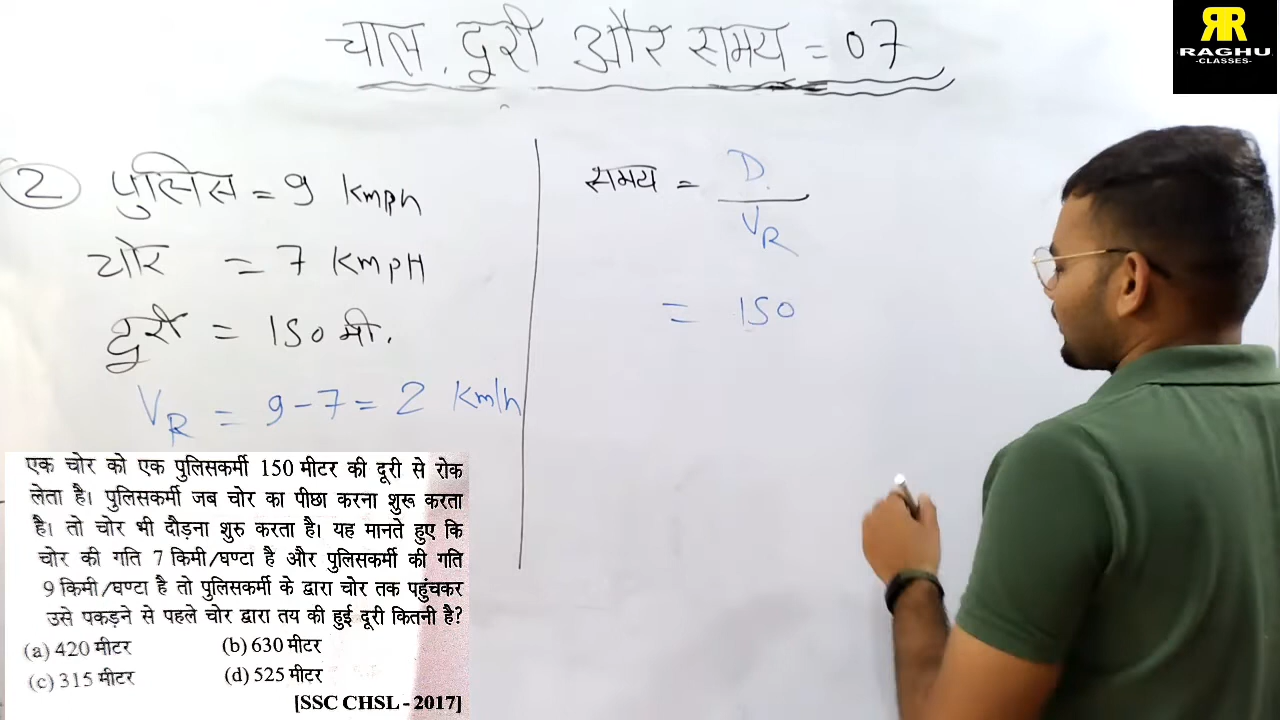 चाल, दूरी और समय = 07
RR
RAGHU
-CLASSES-
2 पुलिस = 9 kmph
चोर = 7 KmpH
दूरी = 150 मी.
VR = 9-7 = 2 Km/h
समय = D
VR
= 150
एक चोर को एक पुलिसकर्मी 150 मीटर की दूरी से रोक
लेता है। पुलिसकर्मी जब चोर का पीछा करना शुरू करता
है। तो चोर भी दौड़ना शुरु करता है। यह मानते हुए कि
चोर की गति 7 किमी/घण्टा है और पुलिसकर्मी की गति
9 किमी/घण्टा है तो पुलिसकर्मी के द्वारा चोर तक पहुंचकर
उसे पकड़ने से पहले चोर द्वारा तय की हुई दूरी कितनी है?
(a) 420 मीटर (b) 630 मीटर
(c) 315 मीटर (d) 525 मीटर
[SSC CHSL - 2017]